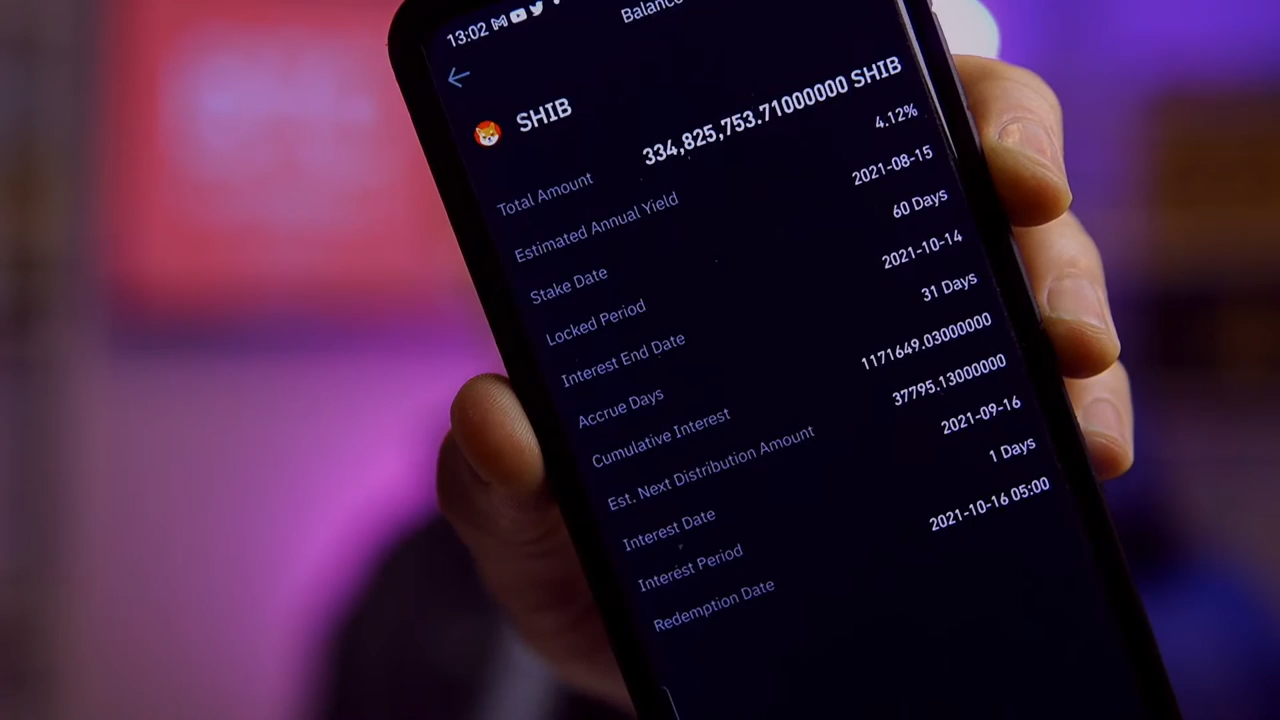 13:02
Balance
SHIB
Total Amount 334,825,753.71000000 SHIB
Estimated Annual Yield 4.12%
Stake Date 2021-08-15
Locked Period 60 Days
Interest End Date 2021-10-14
Accrue Days 31 Days
Cumulative Interest 1171649.03000000
Est. Next Distribution Amount 37795.13000000
Interest Date 2021-09-16
Interest Period 1 Days
Redemption Date 2021-10-16 05:00